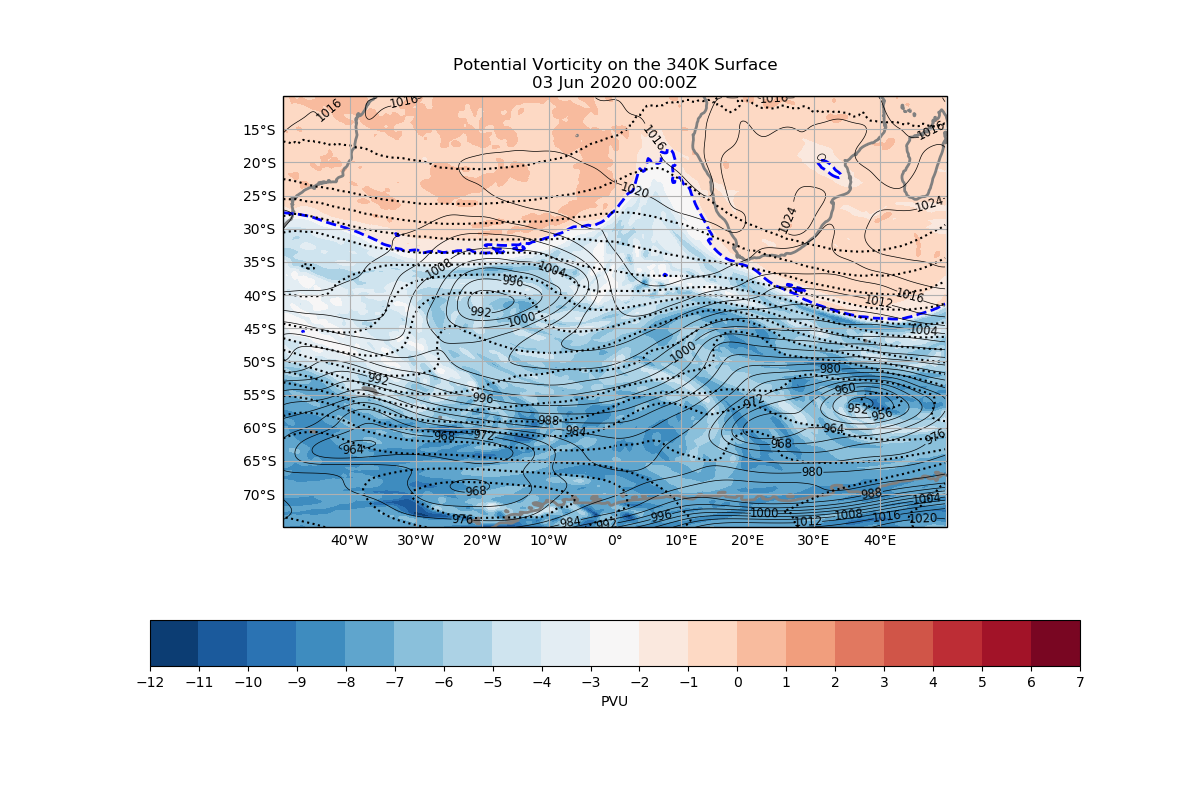 Potential Vorticity on the 340K Surface
03 Jun 2020 00:00Z
1016 1016 1016
15°S 1016 1016
20°S
1020
25°S 1024
1024
30°S
35°S
1008 1004
996 1016
40°S 1012
992 1000
45°S 1004
1000
50°S 980
992
960
55°S 996 972 952 956
988 984 964
60°S 968 972 976
964 968
65°S
980
968 988
70°S 1004
976 984 992 996 1000 1012 1008 1016 1020
40°W 30°W 20°W 10°W 0° 10°E 20°E 30°E 40°E
−12 −11 −10 −9 −8 −7 −6 −5 −4 −3 −2 −1 0 1 2 3 4 5 6 7
PVU